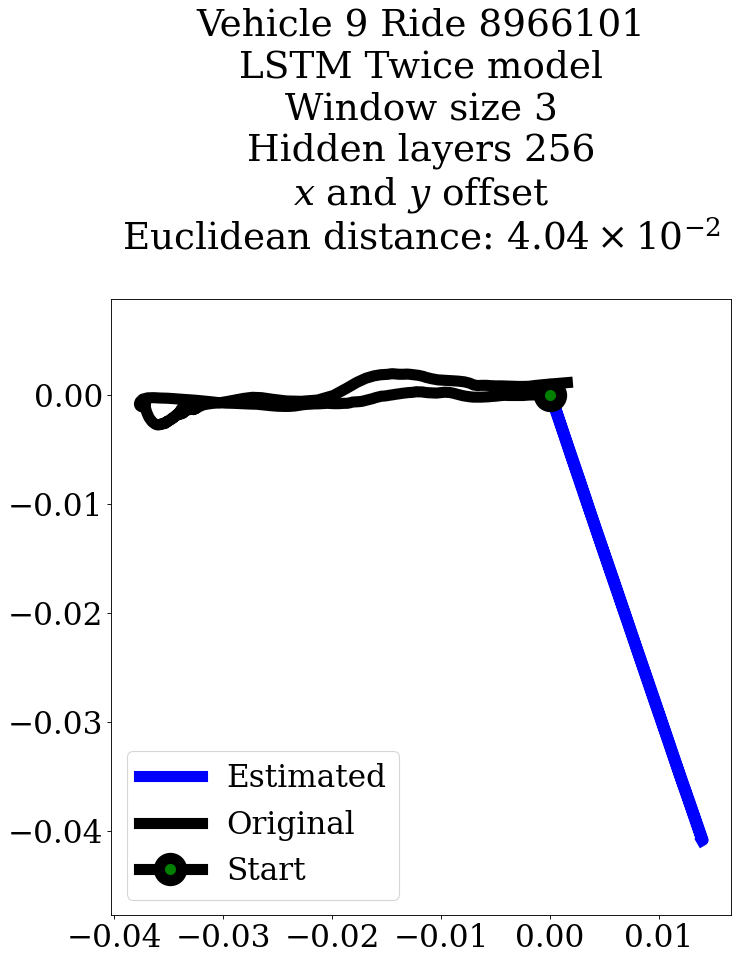 Vehicle 9 Ride 8966101
LSTM Twice model
Window size 3
Hidden layers 256
x and y offset
Euclidean distance: 4.04 × 10⁻²
0.00
−0.01
−0.02
−0.03
−0.04
Estimated
Original
Start
−0.04 −0.03 −0.02 −0.01 0.00 0.01